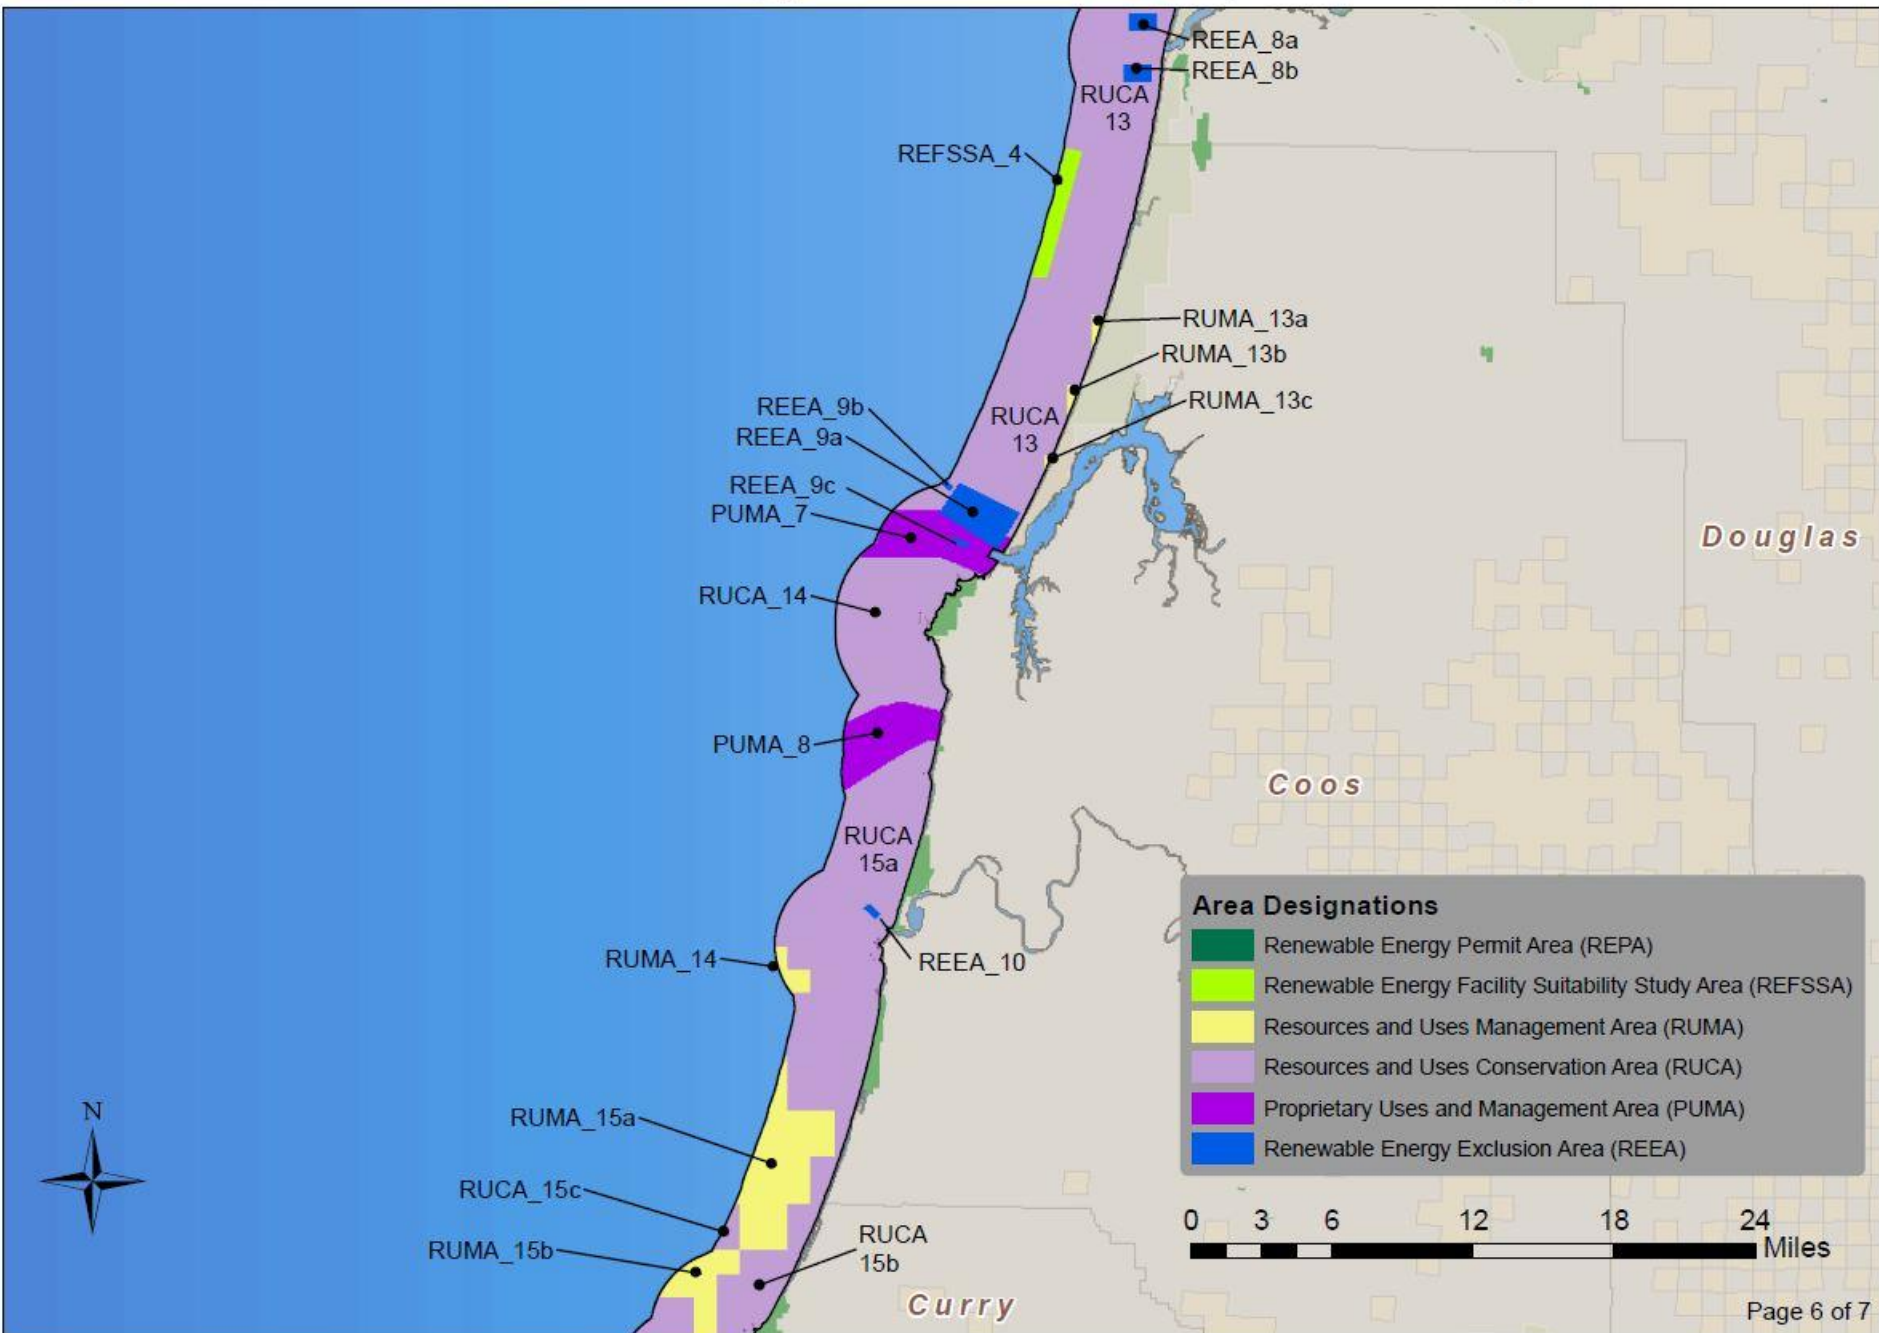 REEA_8a
REEA_8b
RUCA
13
REFSSA_4
RUMA_13a
RUMA_13b
RUMA_13c
REEA_9b
REEA_9a
RUCA
13
REEA_9c
PUMA_7
Douglas
RUCA_14
PUMA_8
Coos
RUCA
15a
RUMA_14
REEA_10
Area Designations
Renewable Energy Permit Area (REPA)
Renewable Energy Facility Suitability Study Area (REFSSA)
Resources and Uses Management Area (RUMA)
Resources and Uses Conservation Area (RUCA)
Proprietary Uses and Management Area (PUMA)
Renewable Energy Exclusion Area (REEA)
N
RUMA_15a
RUCA_15c
RUMA_15b
RUCA
15b
0 3 6 12 18 24
Miles
Curry
Page 6 of 7